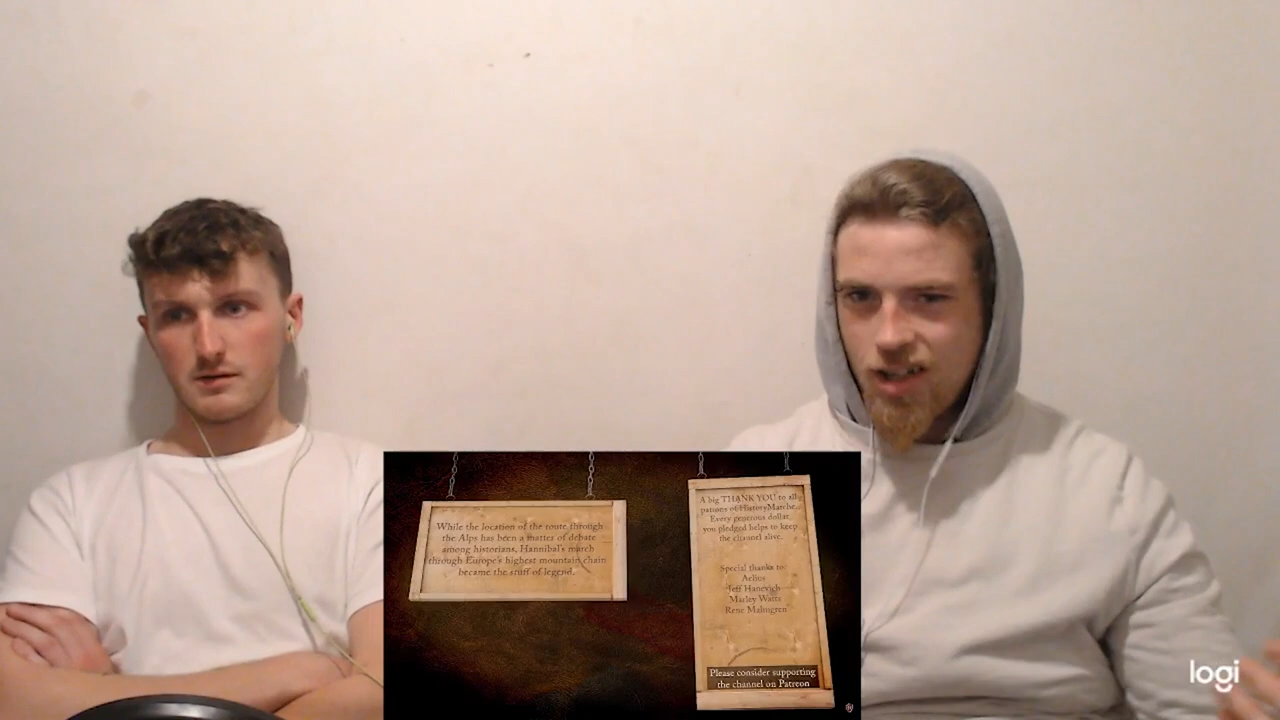 While the location of the route through
the Alps has been a matter of debate
among historians, Hannibal's march
through Europe's highest mountain chain
became the stuff of legend.
A big THANK YOU to all
patrons of HistoryMarche.
Every generous dollar
you pledged helps to keep
the channel alive.
Special thanks to:
Aelius
Jeff Hanevich
Marley Watts
Rene Malmgren
Please consider supporting
the channel on Patreon
logi